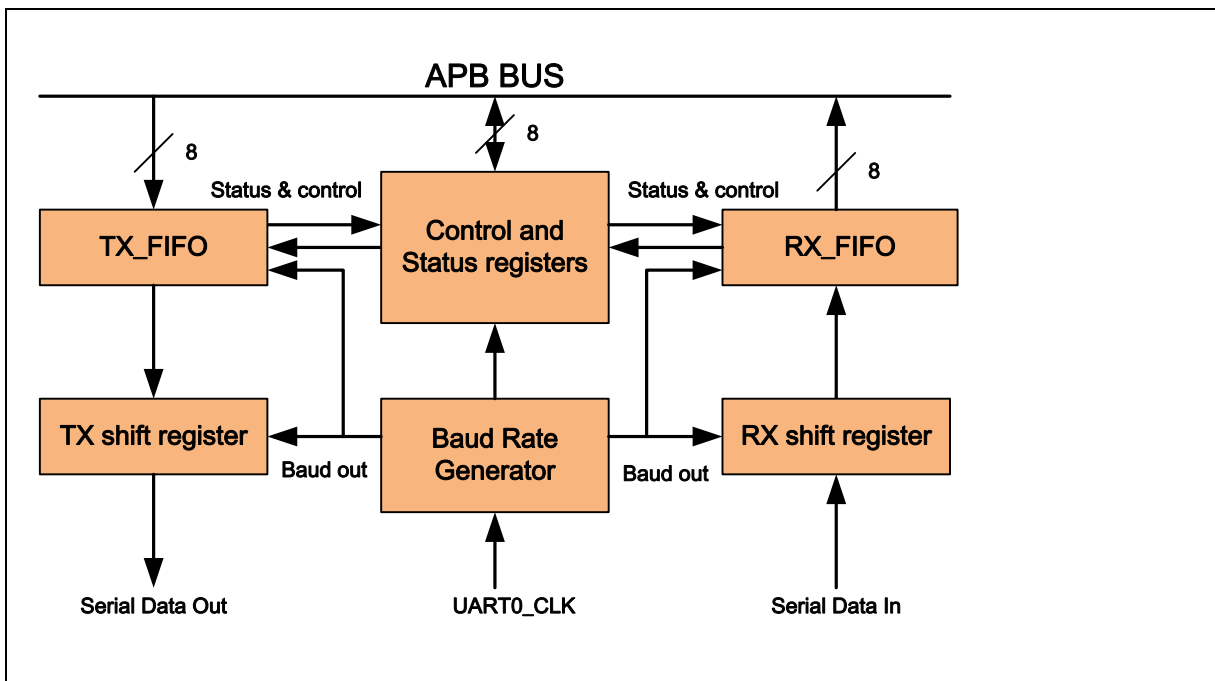 APB BUS
8
8
8
Status & control
Status & control
TX_FIFO
Control and
Status registers
RX_FIFO
TX shift register
Baud Rate
Generator
RX shift register
Baud out
Baud out
Serial Data Out
UART0_CLK
Serial Data In